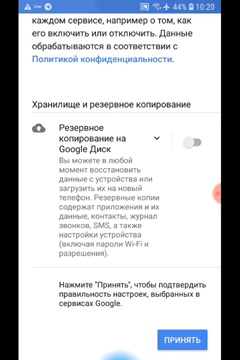 44% 10:20
каждом сервисе, например о том, как
его включить или отключить. Данные
обрабатываются в соответствии с
Политикой конфиденциальности.
Хранилище и резервное копирование
Резервное
копирование на
Google Диск
Вы можете в любой
момент восстановить
данные с устройства или
загрузить их на новый
телефон. Резервные копии
содержат приложения и их
данные, контакты, журнал
звонков, SMS, а также
настройки устройства
(включая пароли Wi-Fi и
разрешения).
Нажмите "Принять", чтобы подтвердить
правильность настроек, выбранных в
сервисах Google.
ПРИНЯТЬ